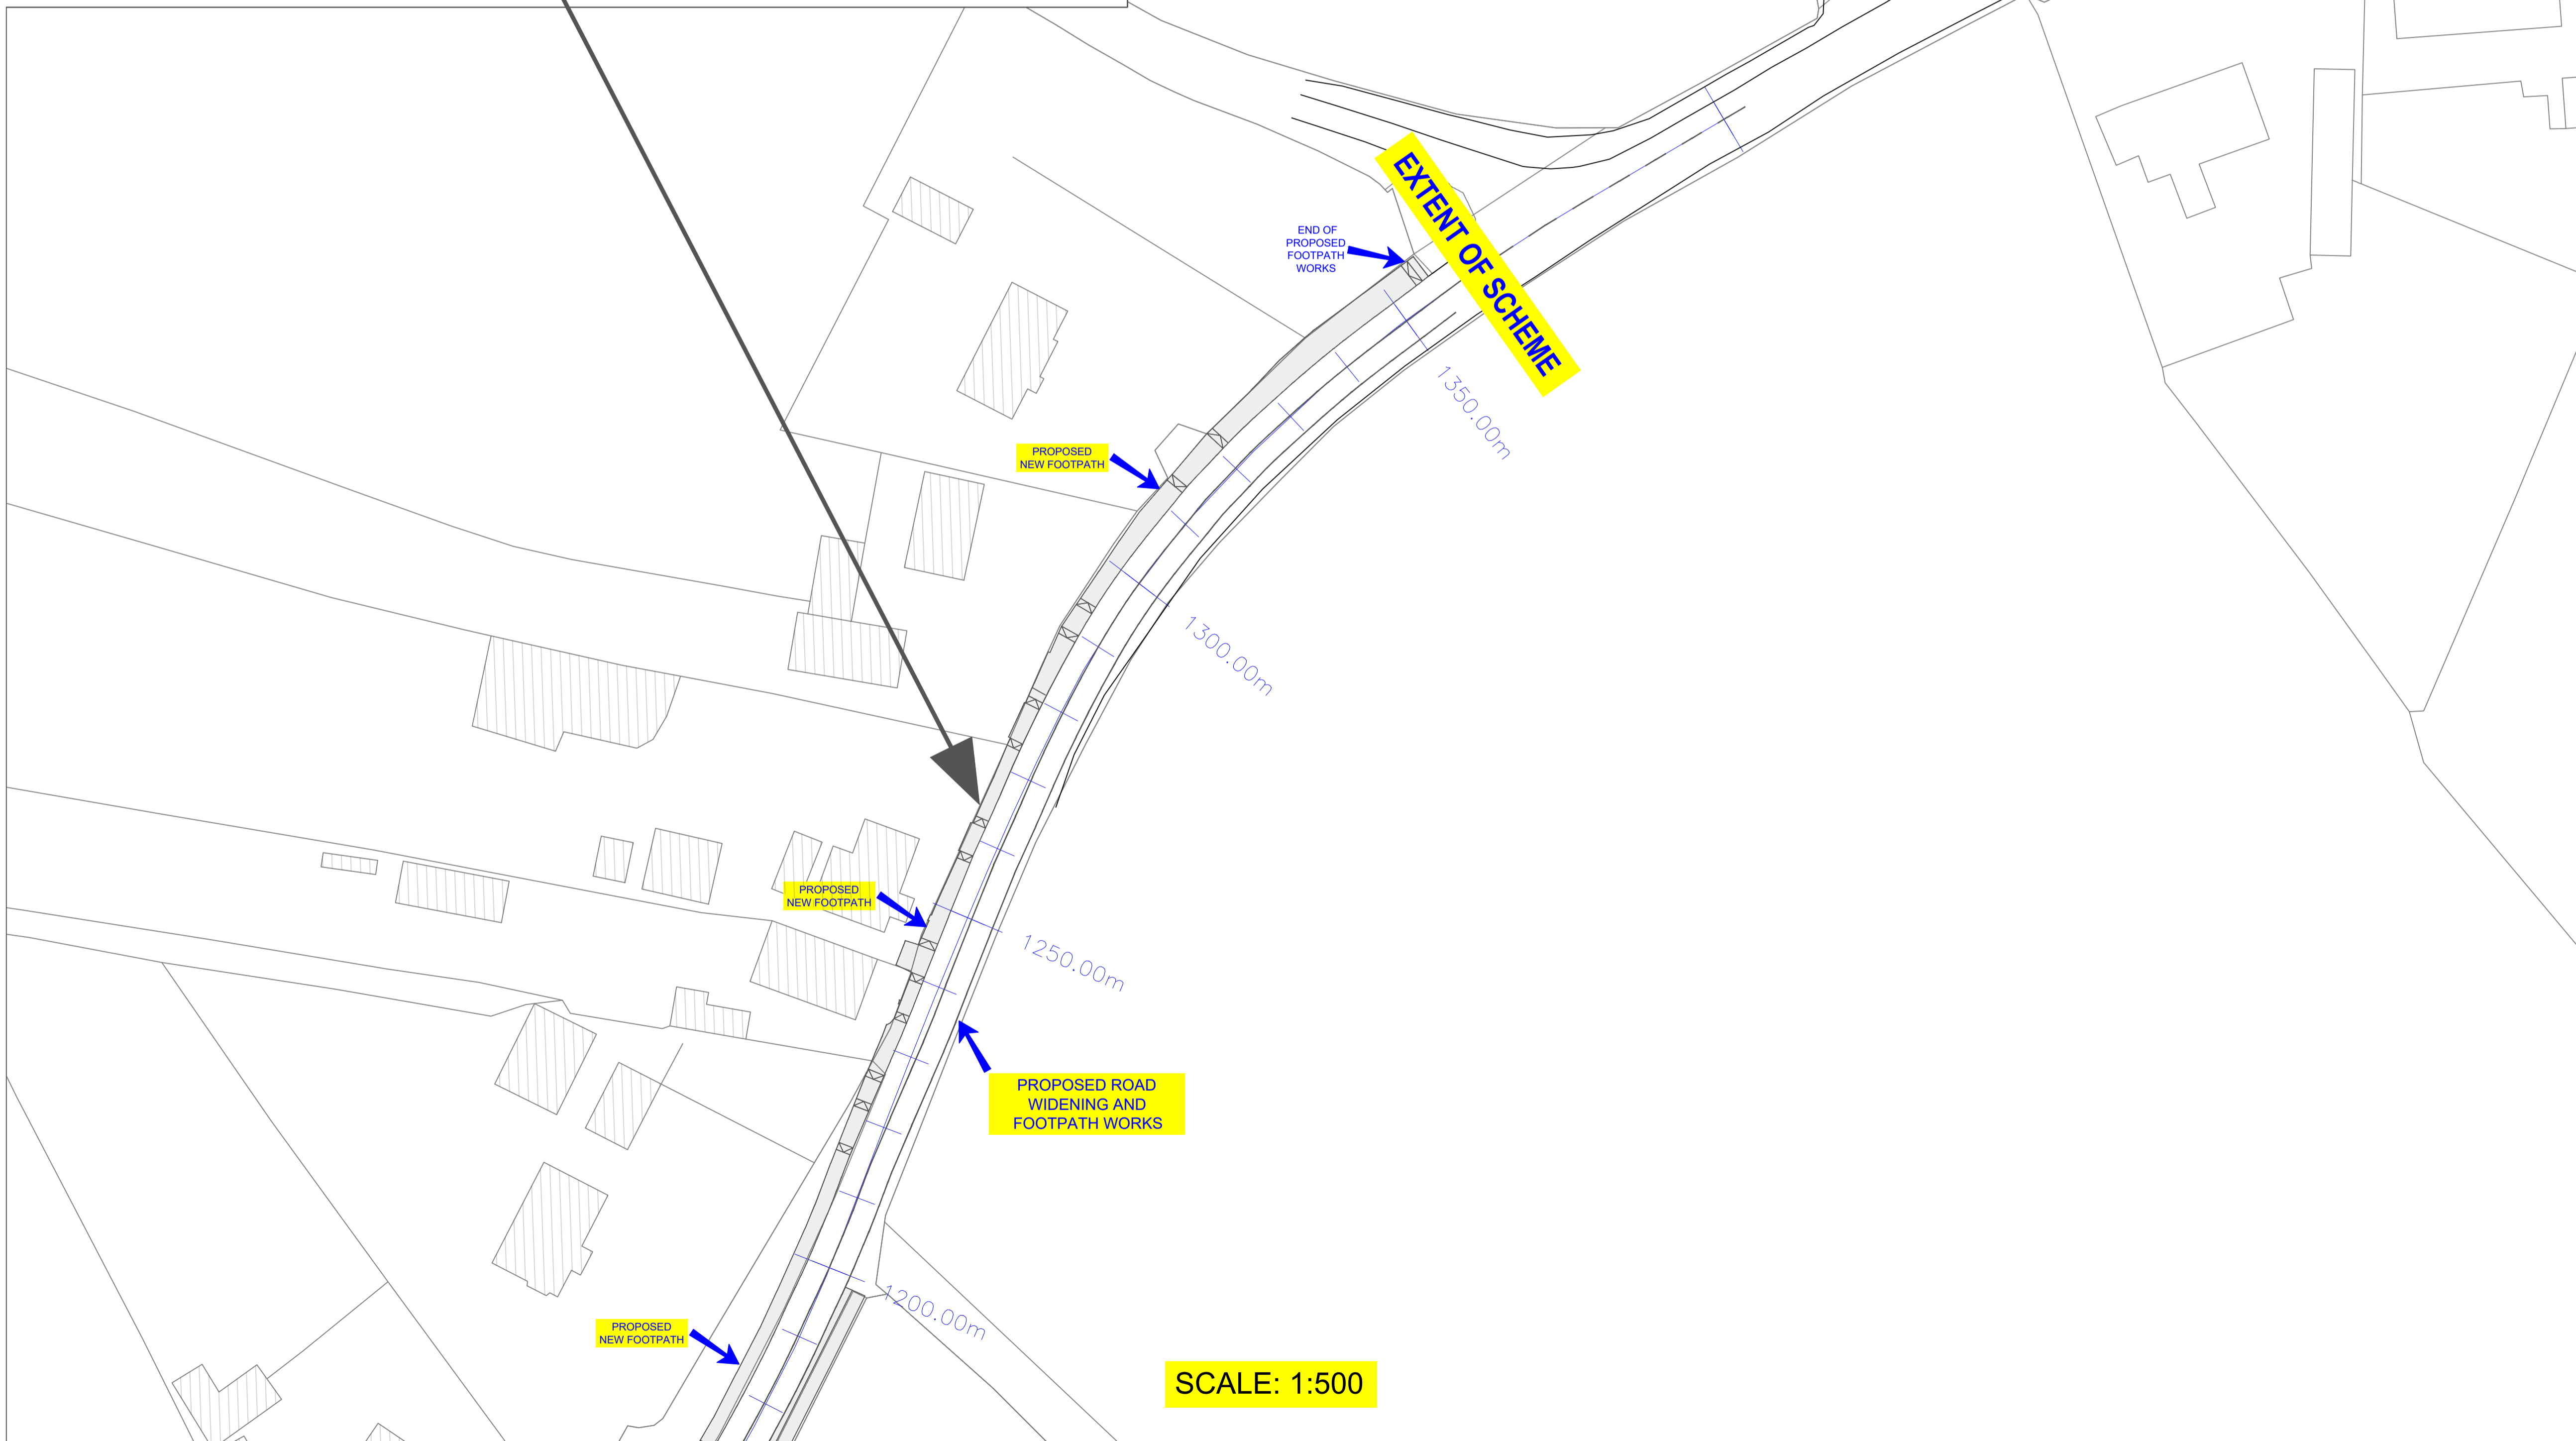 EXTENT OF SCHEME
END OF
PROPOSED
FOOTPATH
WORKS
1350.00m
PROPOSED
NEW FOOTPATH
1300.00m
PROPOSED
NEW FOOTPATH
1250.00m
PROPOSED ROAD
WIDENING AND
FOOTPATH WORKS
1200.00m
PROPOSED
NEW FOOTPATH
SCALE: 1:500